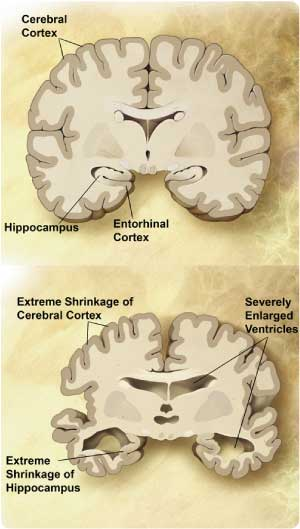 Cerebral
Cortex
Hippocampus
Entorhinal
Cortex
Extreme Shrinkage of
Cerebral Cortex
Severely
Enlarged
Ventricles
Extreme
Shrinkage of
Hippocampus